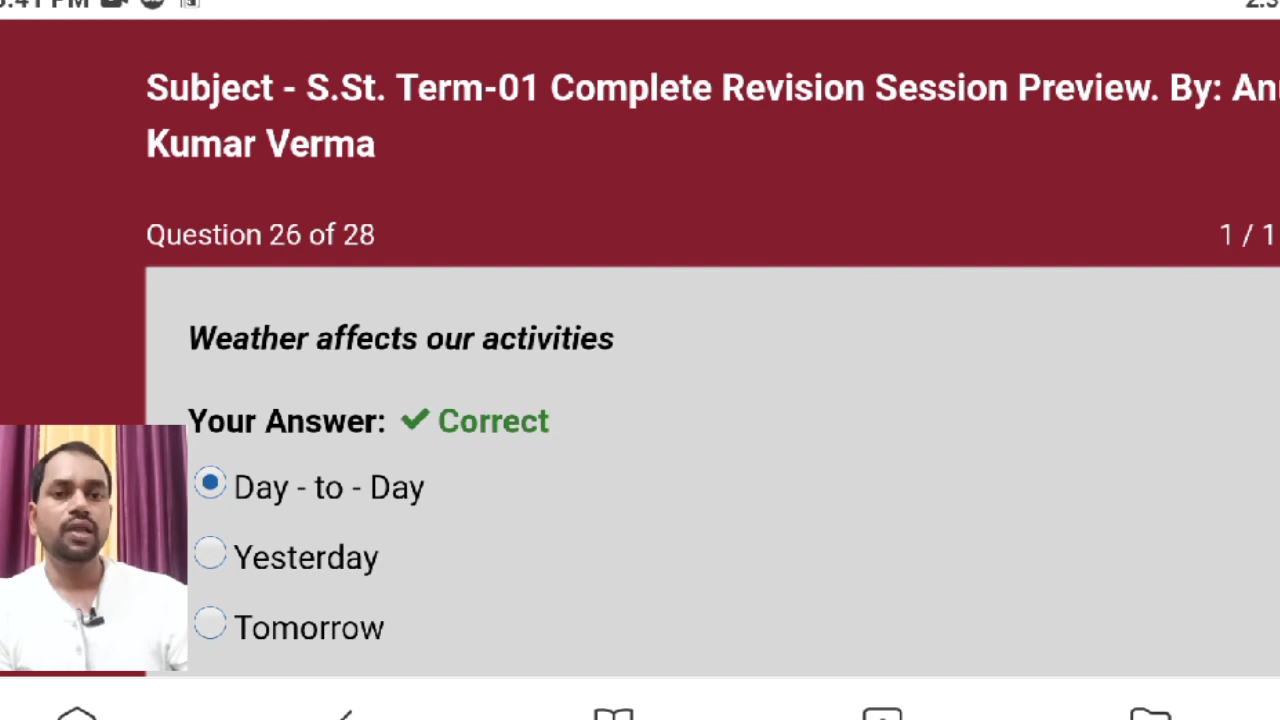 Subject - S.St. Term-01 Complete Revision Session Preview. By:
Kumar Verma
Question 26 of 28
1 / 1
Weather affects our activities
Your Answer: ✔ Correct
Day - to - Day
Yesterday
Tomorrow